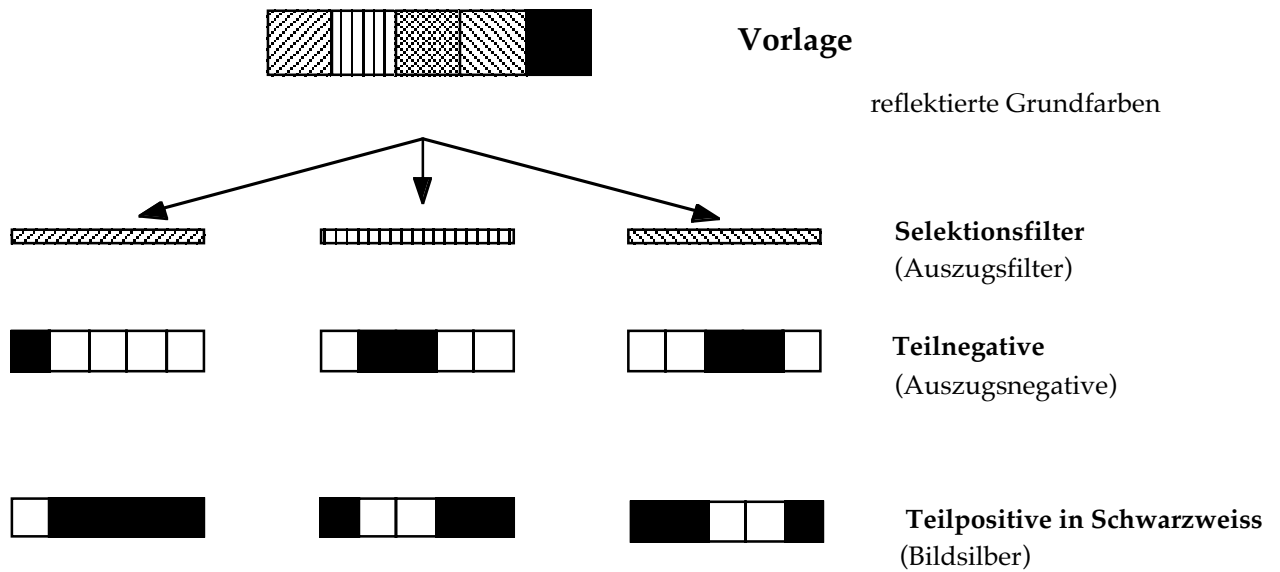 Vorlage
reflektierte Grundfarben
Selektionsfilter
(Auszugsfilter)
Teilnegative
(Auszugsnegative)
Teilpositive in Schwarzweiss
(Bildsilber)